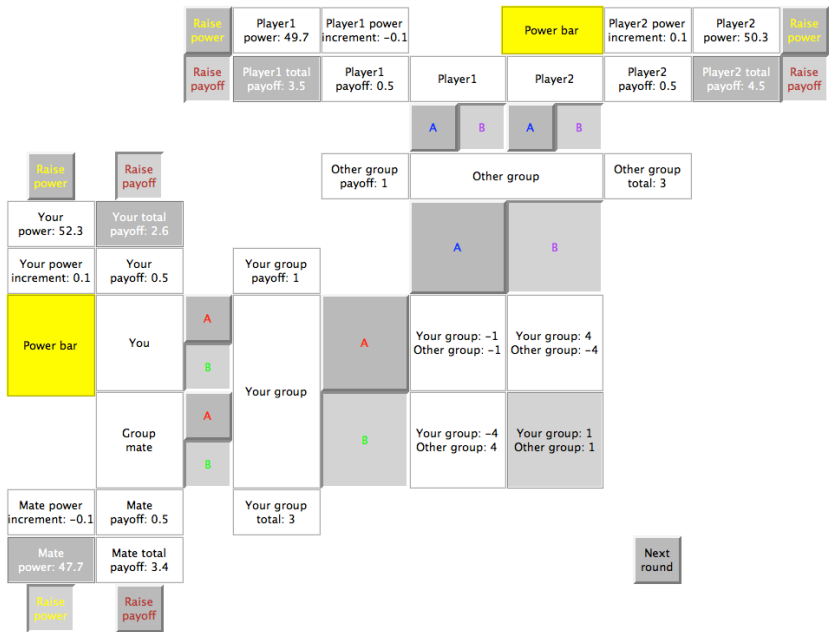 Raise
power
Player1
power: 49.7
Player1 power
increment: -0.1
Power bar
Player2 power
increment: 0.1
Player2
power: 50.3
Raise
power
Raise
payoff
Player1 total
payoff: 3.5
Player1
payoff: 0.5
Player1
Player2
Player2
payoff: 0.5
Player2 total
payoff: 4.5
Raise
payoff
A
B
A
B
Raise
power
Raise
payoff
Other group
payoff: 1
Other group
Other group
total: 3
Your
power: 52.3
Your total
payoff: 2.6
A
B
Your power
increment: 0.1
Your
payoff: 0.5
Your group
payoff: 1
Power bar
You
A
B
Your group
A
Your group: -1
Other group: -1
Your group: 4
Other group: -4
Group
mate
A
B
B
Your group: -4
Other group: 4
Your group: 1
Other group: 1
Mate power
increment: -0.1
Mate
payoff: 0.5
Your group
total: 3
Mate
power: 47.7
Mate total
payoff: 3.4
Next
round
Raise
power
Raise
payoff